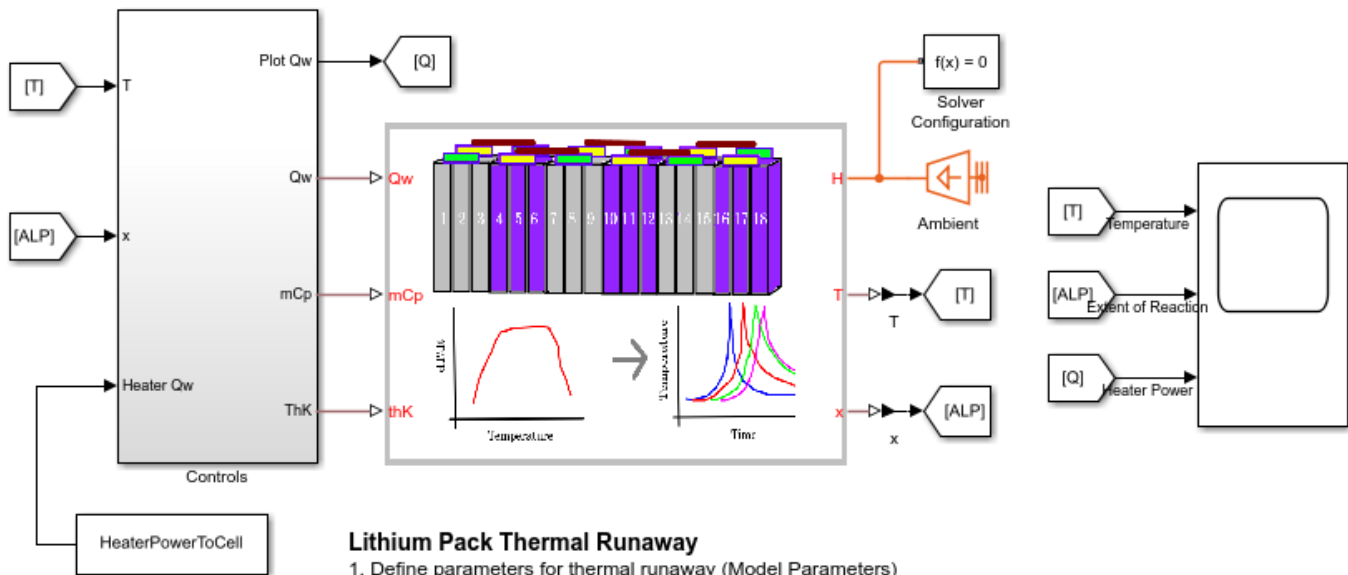 Plot Qw
[Q]
[T]
T
f(x) = 0
Solver
Configuration
Qw
Qw
1 2 3 4 5 6 7 8 9 10 11 12 13 14 15 16 17 18
H
Ambient
[T]
Temperature
[ALP]
x
mCp
mCp
T
[T]
T
[ALP]
Extent of Reaction
Heater Qw
ThK
thK
dT/dt
Temperature
Temperature
Time
x
[ALP]
x
[Q]
Heater Power
Controls
HeaterPowerToCell
Lithium Pack Thermal Runaway
1. Define parameters for thermal runaway (Model Parameters)